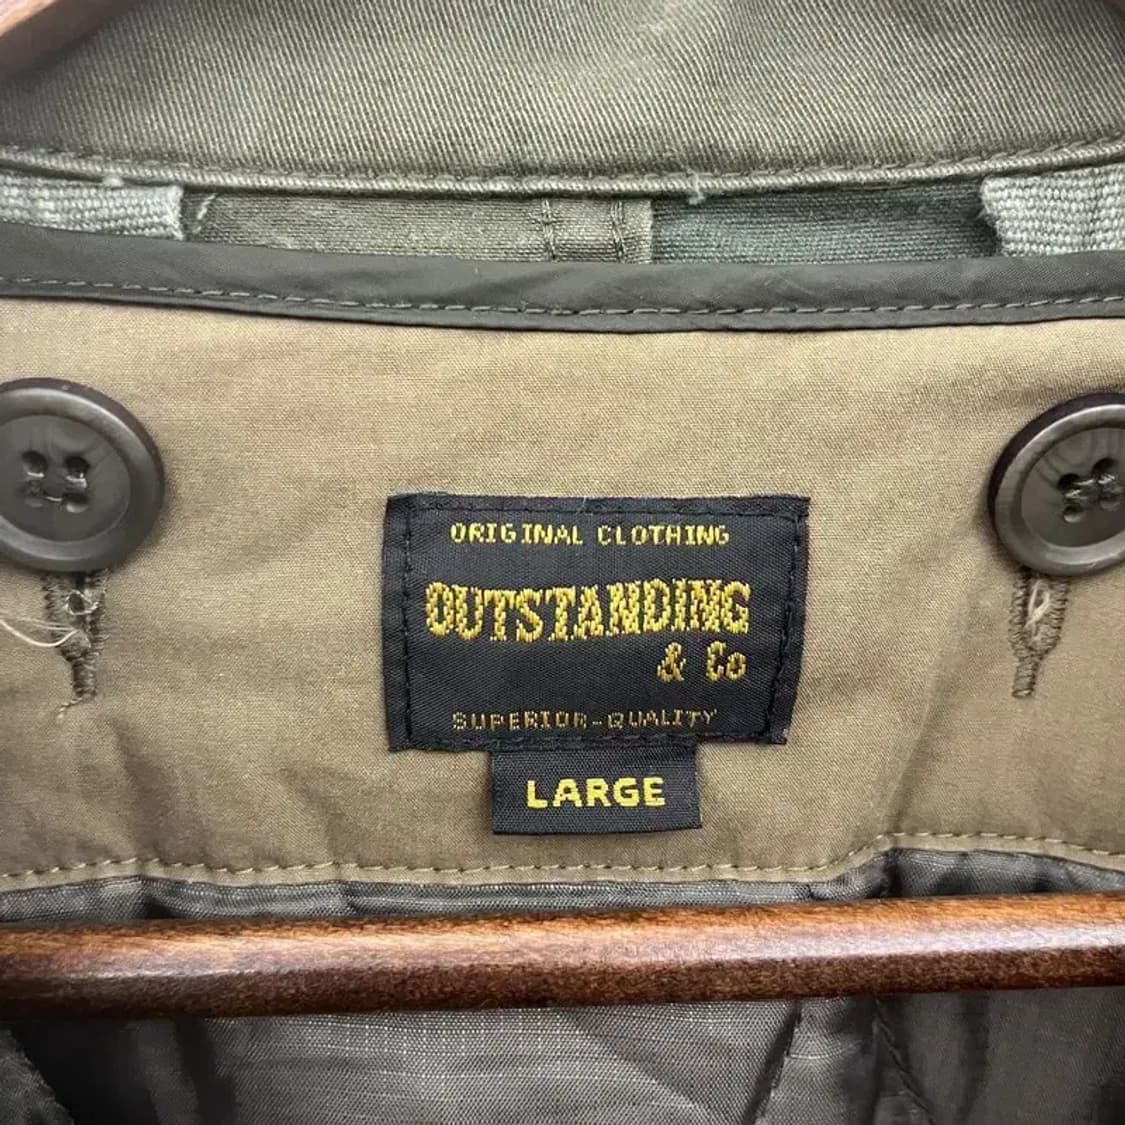 ORIGINAL CLOTHING
OUTSTANDING
& Co
SUPERIOR-QUALITY
LARGE